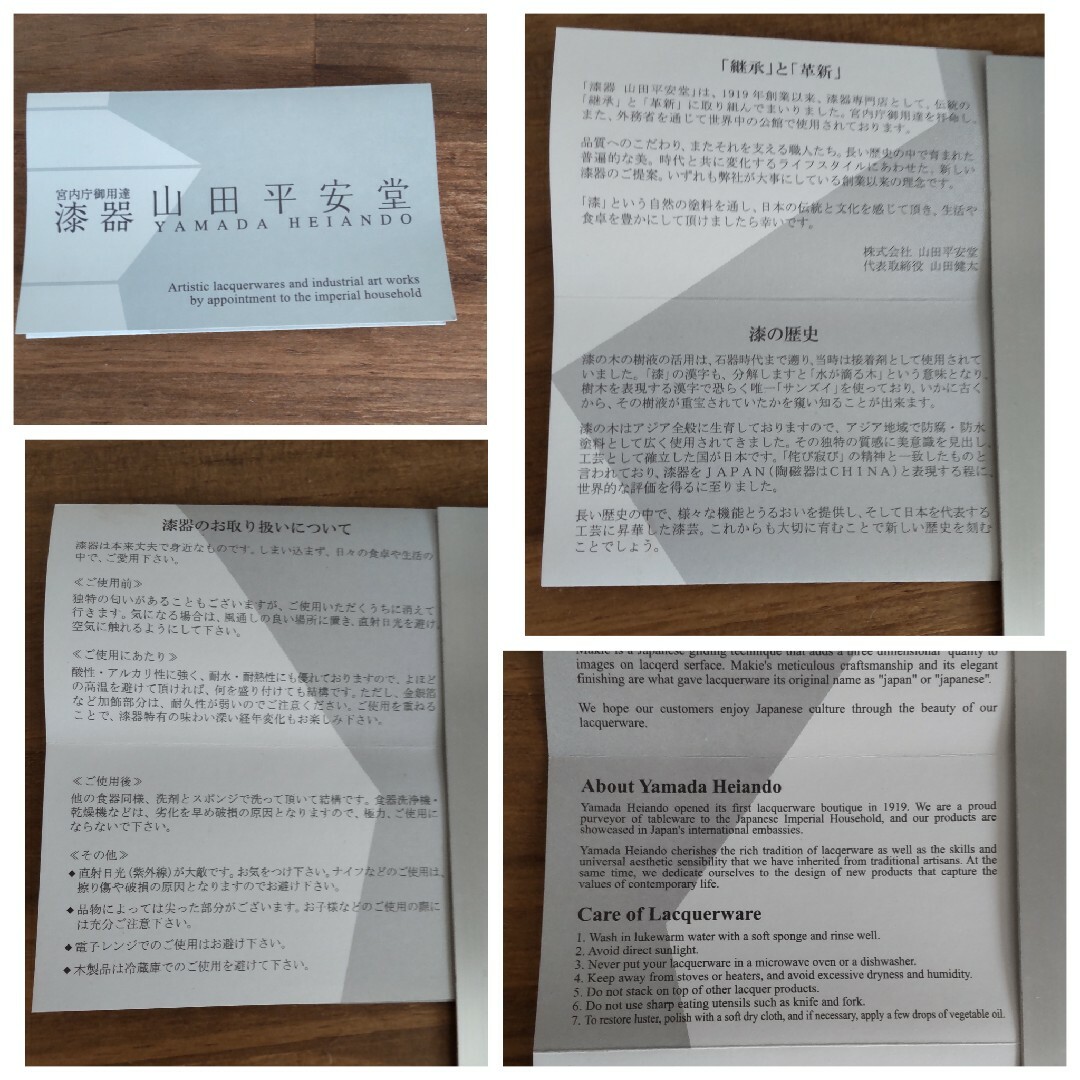 宮内庁御用達
漆器 山田平安堂
YAMADA HEIANDO
Artistic lacquerwares and industrial art works
by appointment to the imperial household
「継承」と「革新」
「漆器 山田平安堂」は、1919年創業以来、漆器専門店として、伝統の
「継承」と「革新」に取り組んでまいりました。宮内庁御用達を拝命し、
また、外務省を通じて世界中の公館で使用されております。
品質へのこだわり、またそれを支える職人たち。長い歴史の中で育まれた
普遍的な美。時代と共に変化するライフスタイルにあわせた、新しい
漆器のご提案。いずれも弊社が大事にしている創業以来の理念です。
「漆」という自然の塗料を通し、日本の伝統と文化を感じて頂き、生活や
食卓を豊かにして頂けましたら幸いです。
株式会社 山田平安堂
代表取締役 山田健太
漆の歴史
漆の木の樹液の活用は、石器時代まで遡り、当時は接着剤として使用されて
いました。「漆」の漢字も、分解しますと「水が滴る木」という意味となり、
樹木を表現する漢字で恐らく唯一「サンズイ」を使っており、いかに古く
から、その樹液が重宝されていたかを窺い知ることが出来ます。
漆の木はアジア全般に生育しておりますので、アジア地域で防腐・防水
塗料として広く使用されてきました。その独特の質感に美意識を見出し、
工芸として確立した国が日本です。「侘び寂び」の精神と一致したものと
言われており、漆器をJAPAN(陶磁器はCHINA)と表現する程に、
世界的な評価を得るに至りました。
長い歴史の中で、様々な機能とうるおいを提供し、そして日本を代表する
工芸に昇華した漆芸。これからも大切に育むことで新しい歴史を刻む
ことでしょう。
漆器のお取り扱いについて
漆器は本来丈夫で身近なものです。しまい込まず、日々の食卓や生活の
中で、ご愛用下さい。
≪ご使用前≫
独特の匂いがあることもございますが、ご使用いただくうちに消えて
行きます。気になる場合は、風通しの良い場所に置き、直射日光を避け、
空気に触れるようにして下さい。
≪ご使用にあたり≫
酸性・アルカリ性に強く、耐水・耐熱性にも優れておりますので、よほど
の高温を避けて頂ければ、何を盛り付けても結構です。ただし、金銀箔
など加飾部分は、耐久性が弱いのでご注意ください。ご使用を重ねる
ことで、漆器特有の味わい深い経年変化もお楽しみ下さい。
≪ご使用後≫
他の食器同様、洗剤とスポンジで洗って頂いて結構です。食器洗浄機・
乾燥機などは、劣化を早め破損の原因となりますので、極力、ご使用に
ならないで下さい。
≪その他≫
◆直射日光(紫外線)が大敵です。お気をつけ下さい。ナイフなどのご使用は、
擦り傷や破損の原因となりますのでお避け下さい。
◆品物によっては尖った部分がございます。お子様などのご使用の際に
は充分ご注意下さい。
◆電子レンジでのご使用はお避け下さい。
◆木製品は冷蔵庫でのご使用を避けて下さい。
Makie is a Japanese gilding technique that adds a three dimensional quality to
images on lacqerd serface. Makie's meticulous craftsmanship and its elegant
finishing are what gave lacquerware its original name as "japan" or "japanese".
We hope our customers enjoy Japanese culture through the beauty of our
lacquerware.
About Yamada Heiando
Yamada Heiando opened its first lacquerware boutique in 1919. We are a proud
purveyor of tableware to the Japanese Imperial Household, and our products are
showcased in Japan's international embassies.
Yamada Heiando cherishes the rich tradition of lacqerware as well as the skills and
universal aesthetic sensibility that we have inherited from traditional artisans. At the
same time, we dedicate ourselves to the design of new products that capture the
values of contemporary life.
Care of Lacquerware
1. Wash in lukewarm water with a soft sponge and rinse well.
2. Avoid direct sunlight.
3. Never put your lacquerware in a microwave oven or a dishwasher.
4. Keep away from stoves or heaters, and avoid excessive dryness and humidity.
5. Do not stack on top of other lacquer products.
6. Do not use sharp eating utensils such as knife and fork.
7. To restore luster, polish with a soft dry cloth, and if necessary, apply a few drops of vegetable oil.